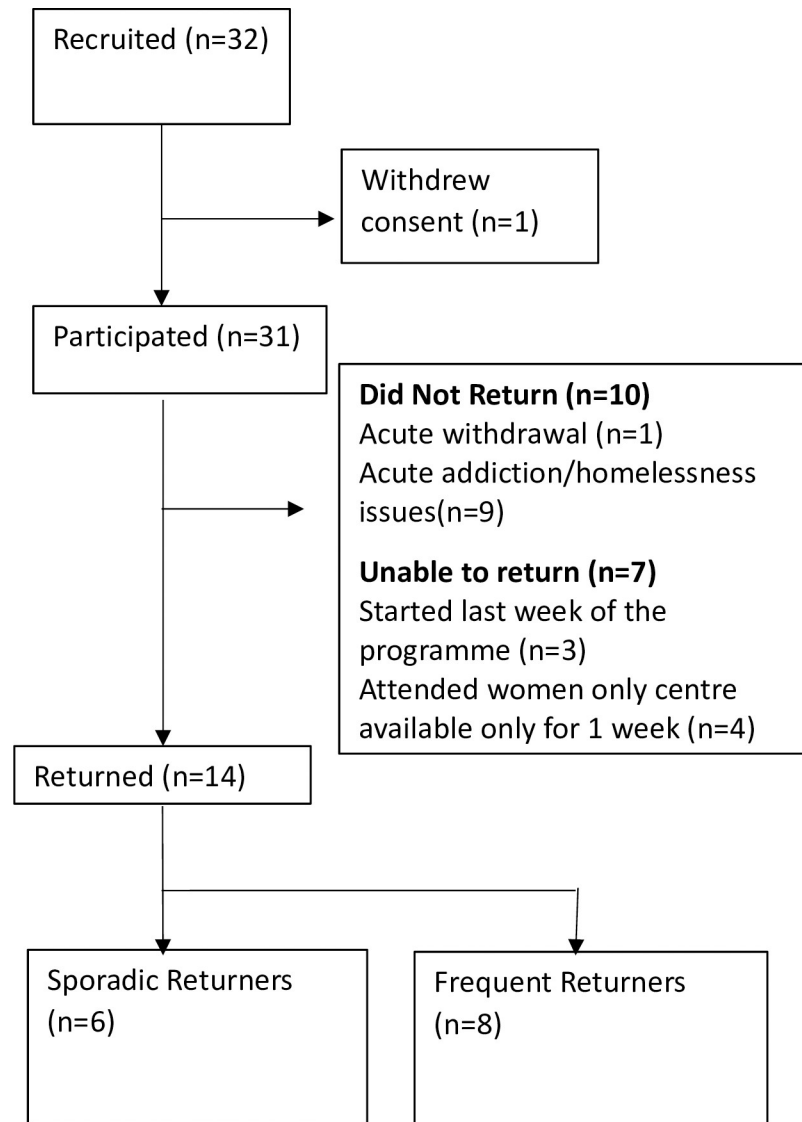 Recruited (n=32)
Withdrew
consent (n=1)
Participated (n=31)
Did Not Return (n=10)
Acute withdrawal (n=1)
Acute addiction/homelessness
issues(n=9)
Unable to return (n=7)
Started last week of the
programme (n=3)
Attended women only centre
available only for 1 week (n=4)
Returned (n=14)
Sporadic Returners
(n=6)
Frequent Returners
(n=8)